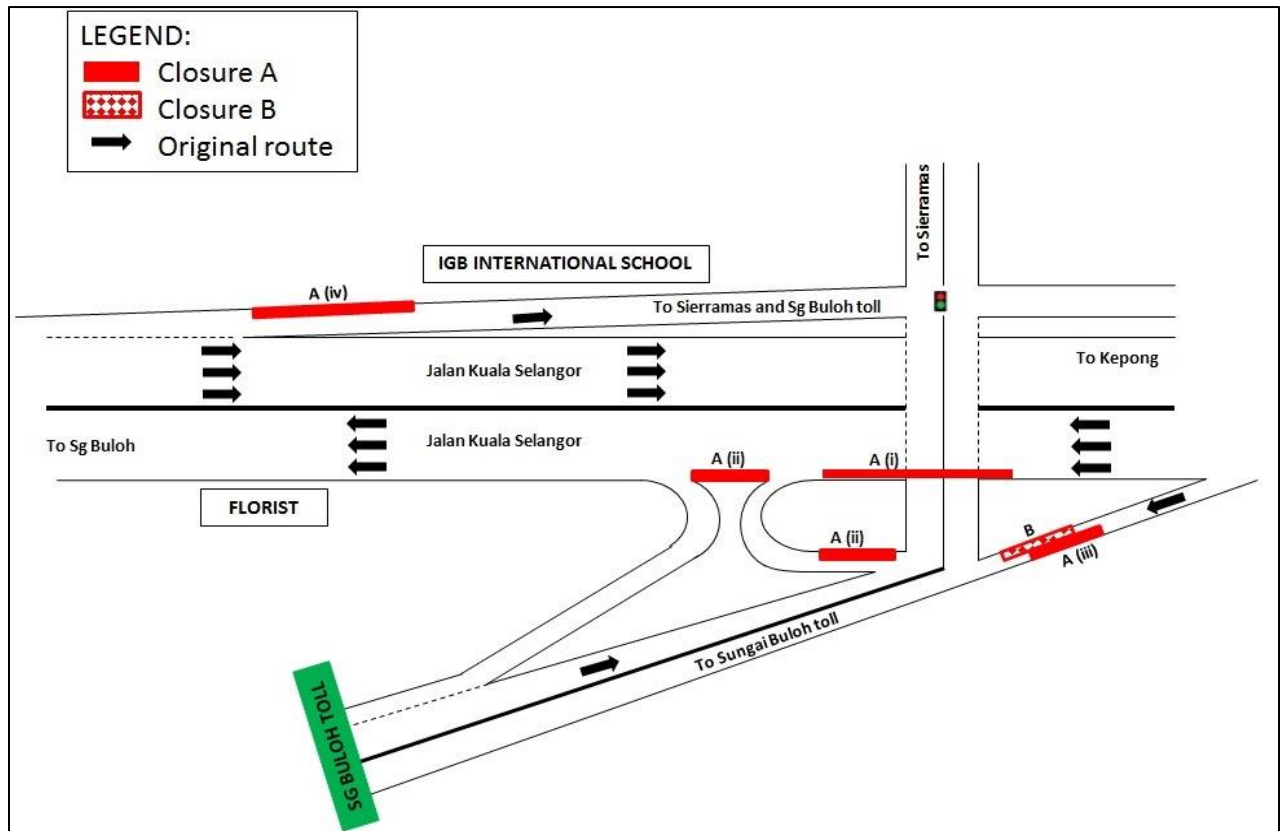 LEGEND:
Closure A
Closure B
Original route
To Sierramas
IGB INTERNATIONAL SCHOOL
A (iv)
To Sierramas and Sg Buloh toll
Jalan Kuala Selangor
To Kepong
To Sg Buloh
Jalan Kuala Selangor
A (ii)
A (i)
FLORIST
B
A (ii)
A (iii)
To Sungai Buloh toll
SG BULOH TOLL